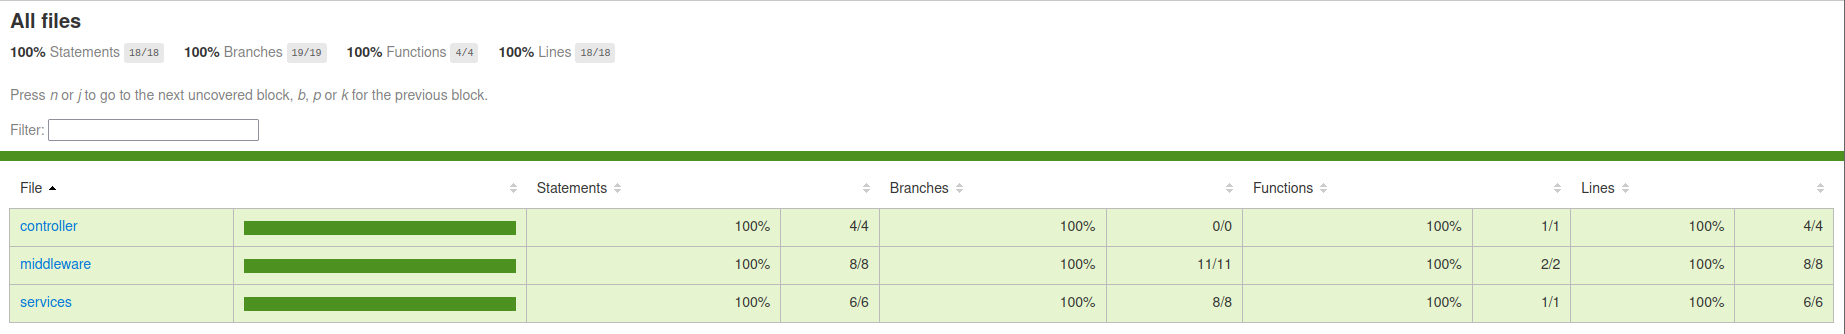 All files
100% Statements 18/18 100% Branches 19/19 100% Functions 4/4 100% Lines 18/18
Press n or j to go to the next uncovered block, b, p or k for the previous block.
Filter:
File Statements Branches Functions Lines
controller 100% 4/4 100% 0/0 100% 1/1 100% 4/4
middleware 100% 8/8 100% 11/11 100% 2/2 100% 8/8
services 100% 6/6 100% 8/8 100% 1/1 100% 6/6